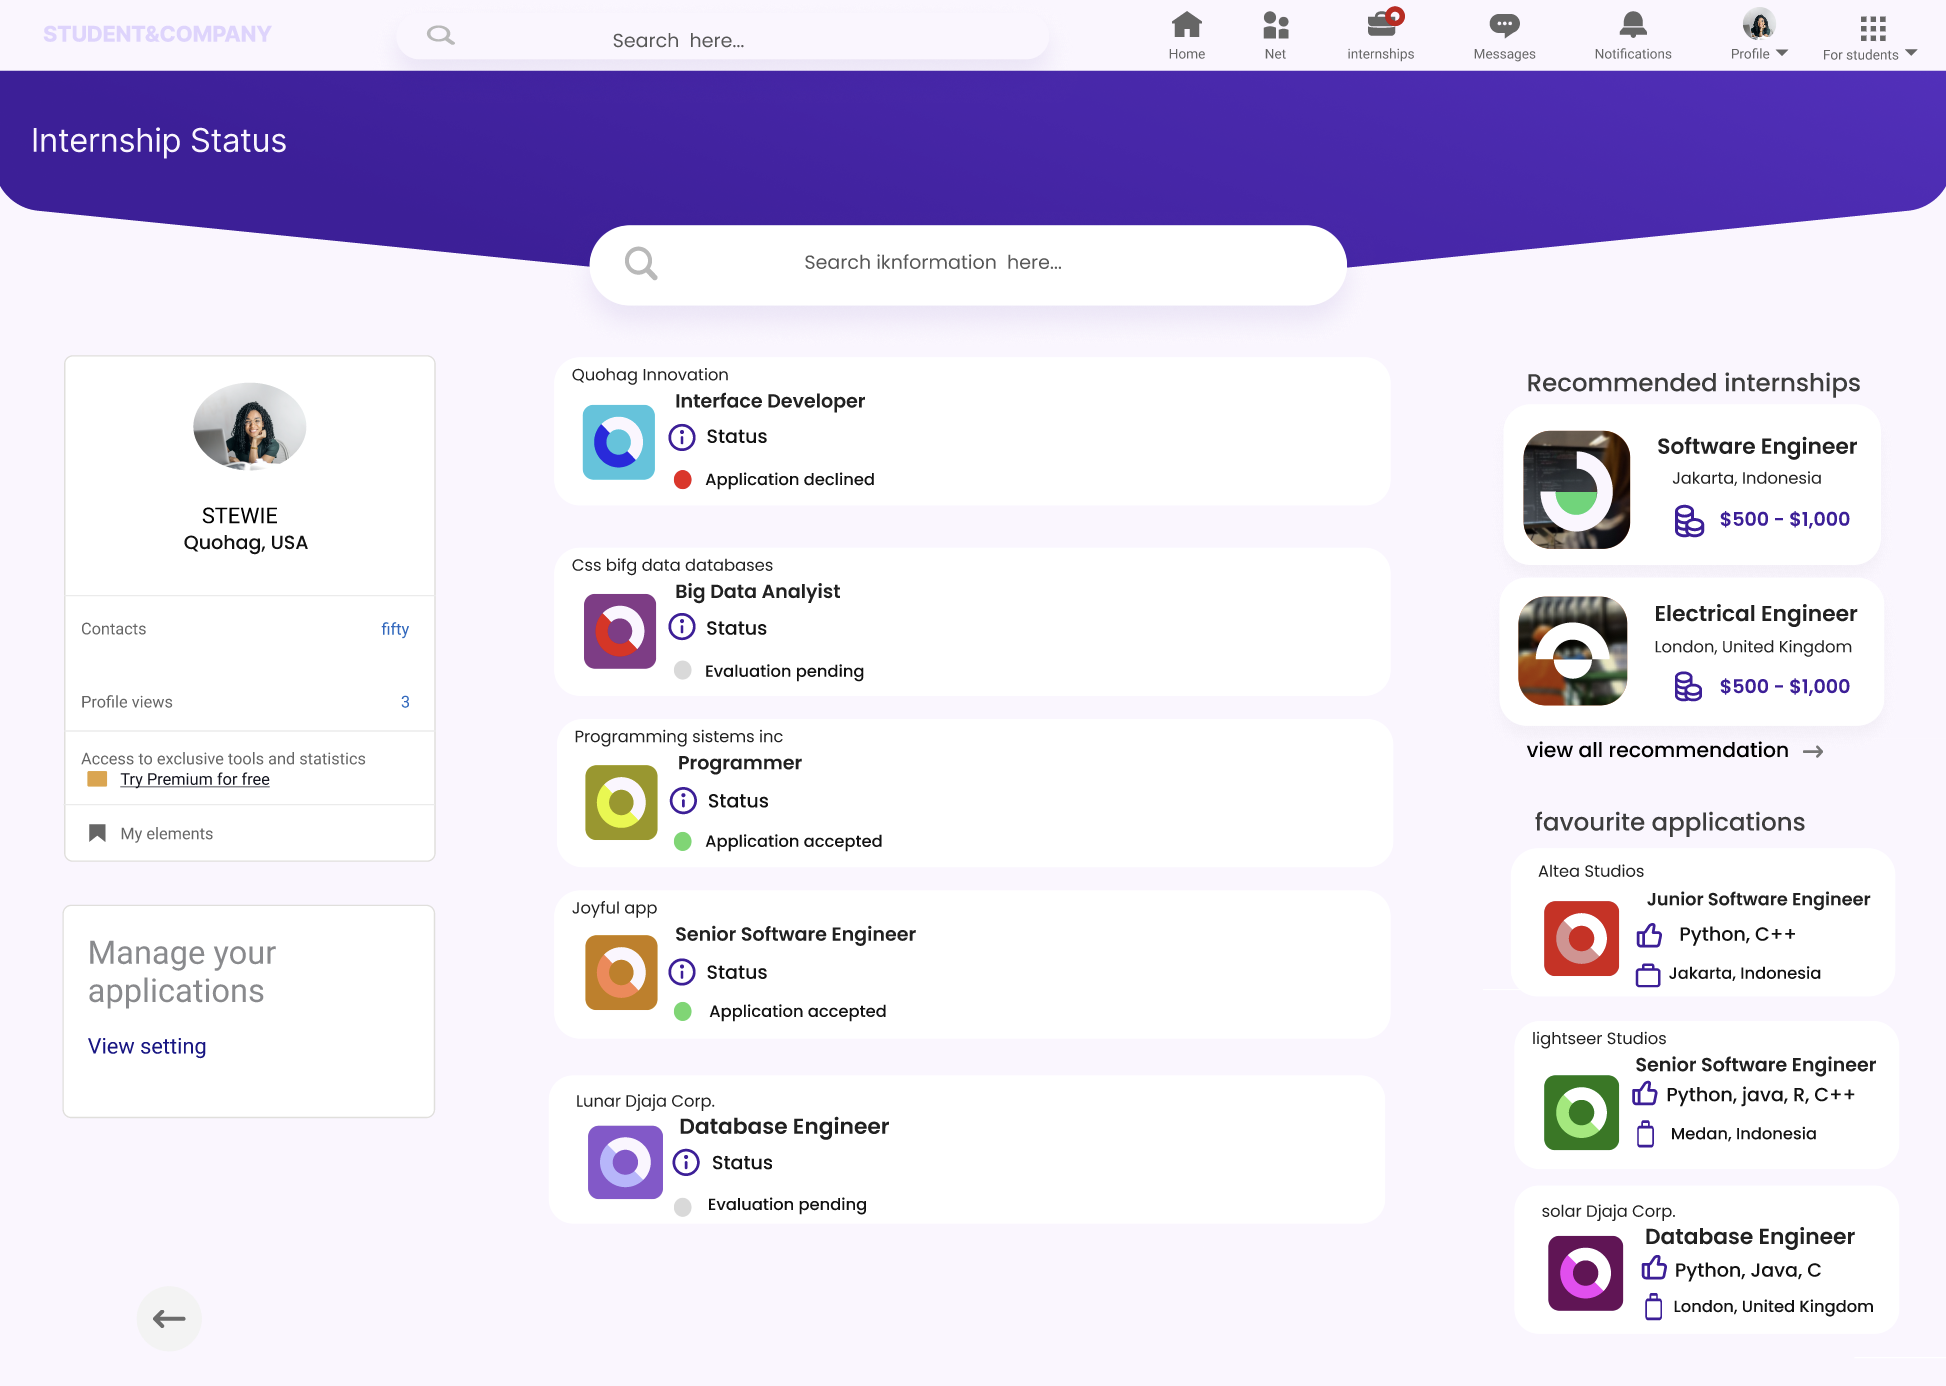 STUDENT&COMPANY
Search here...
Home
Net
internships
Messages
Notifications
Profile
For students
Internship Status
Search iknformation here...
STEWIE
Quohag, USA
Contacts
fifty
Profile views
3
Access to exclusive tools and statistics
Try Premium for free
My elements
Manage your
applications
View setting
Quohag Innovation
Interface Developer
Status
Application declined
Css bifg data databases
Big Data Analyist
Status
Evaluation pending
Programming sistems inc
Programmer
Status
Application accepted
Joyful app
Senior Software Engineer
Status
Application accepted
Lunar Djaja Corp.
Database Engineer
Status
Evaluation pending
Recommended internships
Software Engineer
Jakarta, Indonesia
$500 - $1,000
Electrical Engineer
London, United Kingdom
$500 - $1,000
view all recommendation
favourite applications
Altea Studios
Junior Software Engineer
Python, C++
Jakarta, Indonesia
lightseer Studios
Senior Software Engineer
Python, java, R, C++
Medan, Indonesia
solar Djaja Corp.
Database Engineer
Python, Java, C
London, United Kingdom